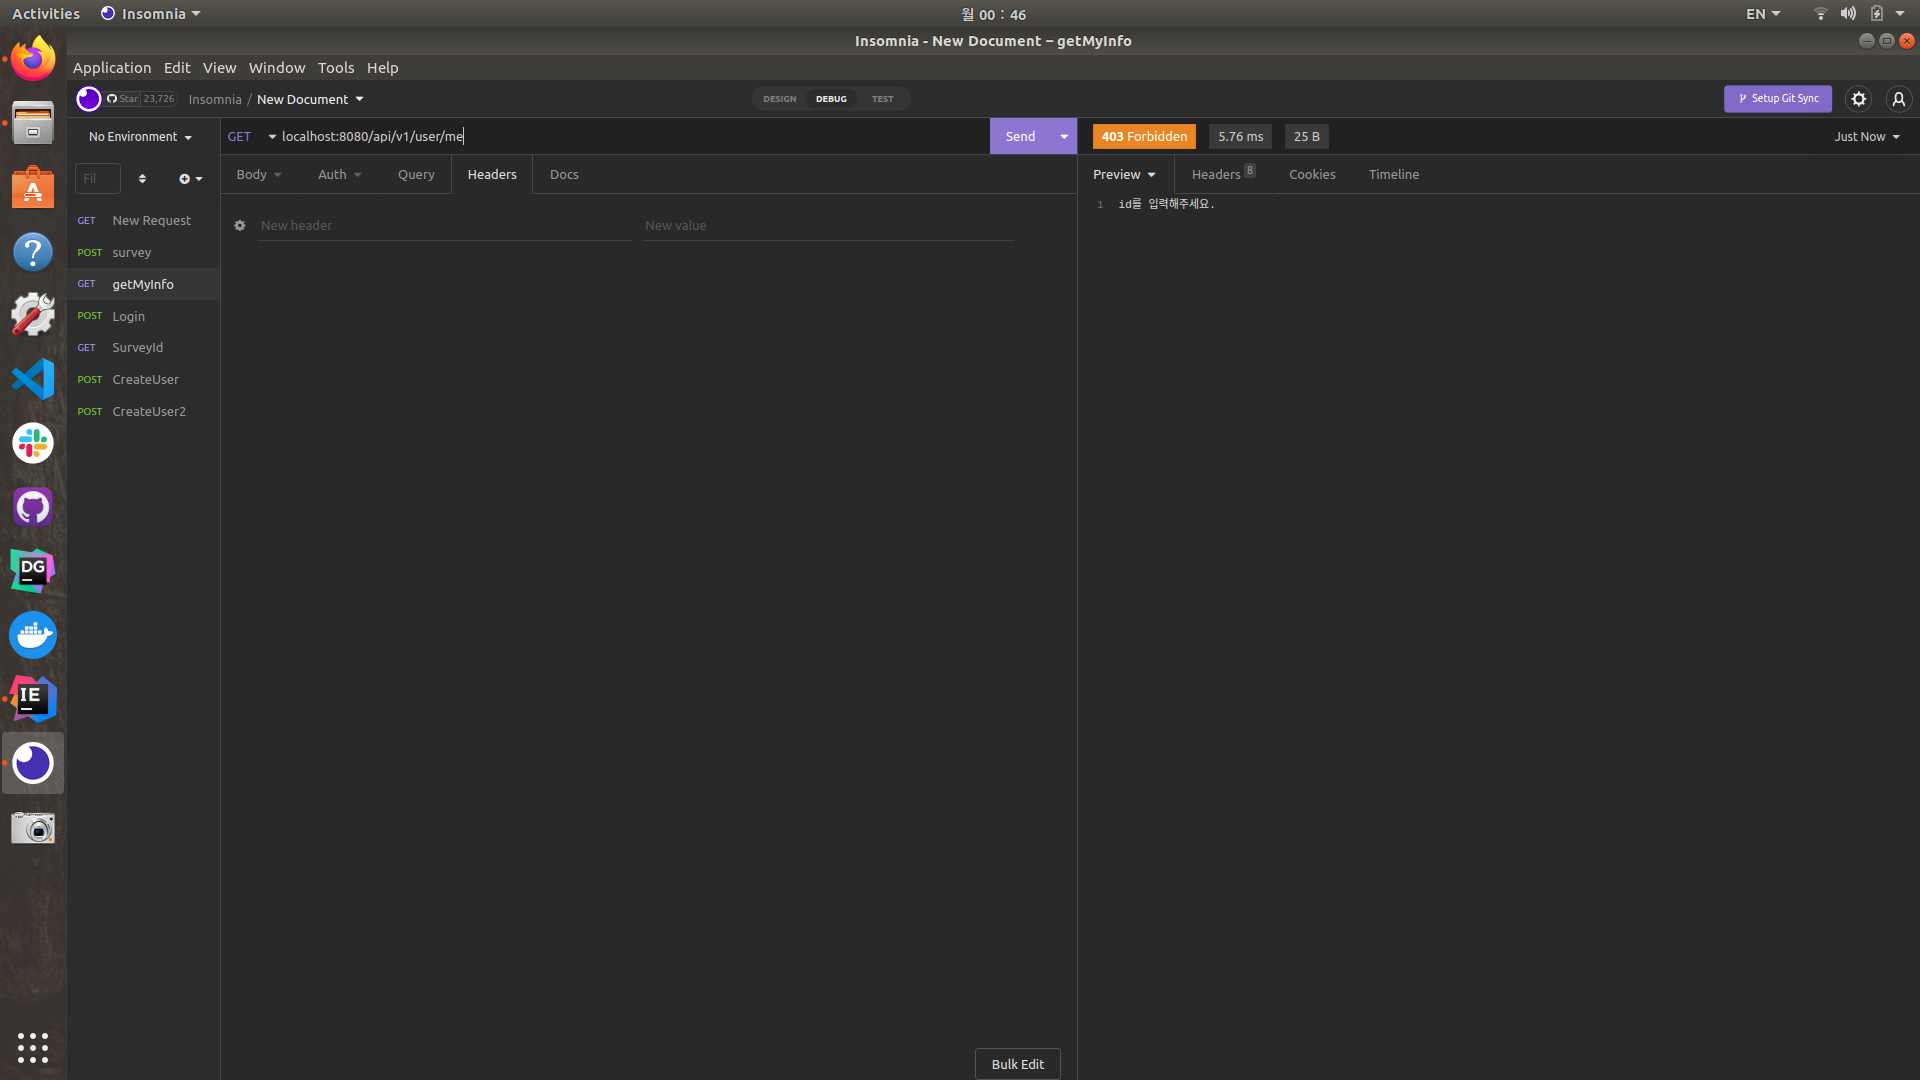 Activities Insomnia 월 00 : 46 EN
Insomnia - New Document – getMyInfo
Application Edit View Window Tools Help
Star 23,726 Insomnia / New Document DESIGN DEBUG TEST Setup Git Sync
No Environment GET localhost:8080/api/v1/user/me Send 403 Forbidden 5.76 ms 25 B Just Now
Fil Body Auth Query Headers Docs Preview Headers 8 Cookies Timeline
New header New value 1 id를 입력해주세요.
GET New Request
POST survey
GET getMyInfo
POST Login
GET SurveyId
POST CreateUser
POST CreateUser2
DG
IE
Bulk Edit